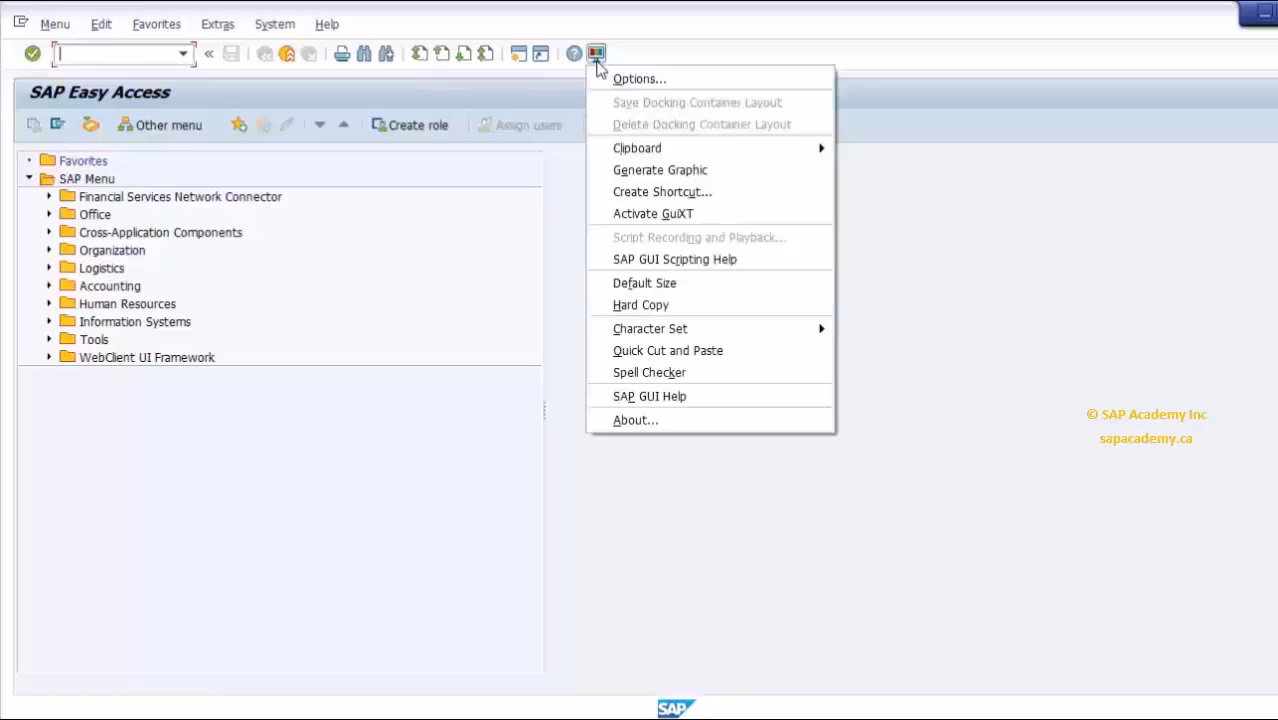 Menu Edit Favorites Extras System Help
SAP Easy Access
Other menu Create role Assign users
Favorites
SAP Menu
Financial Services Network Connector
Office
Cross-Application Components
Organization
Logistics
Accounting
Human Resources
Information Systems
Tools
WebClient UI Framework
Options...
Save Docking Container Layout
Delete Docking Container Layout
Clipboard
Generate Graphic
Create Shortcut...
Activate GuiXT
Script Recording and Playback...
SAP GUI Scripting Help
Default Size
Hard Copy
Character Set
Quick Cut and Paste
Spell Checker
SAP GUI Help
About...
© SAP Academy Inc
sapacademy.ca
SAP